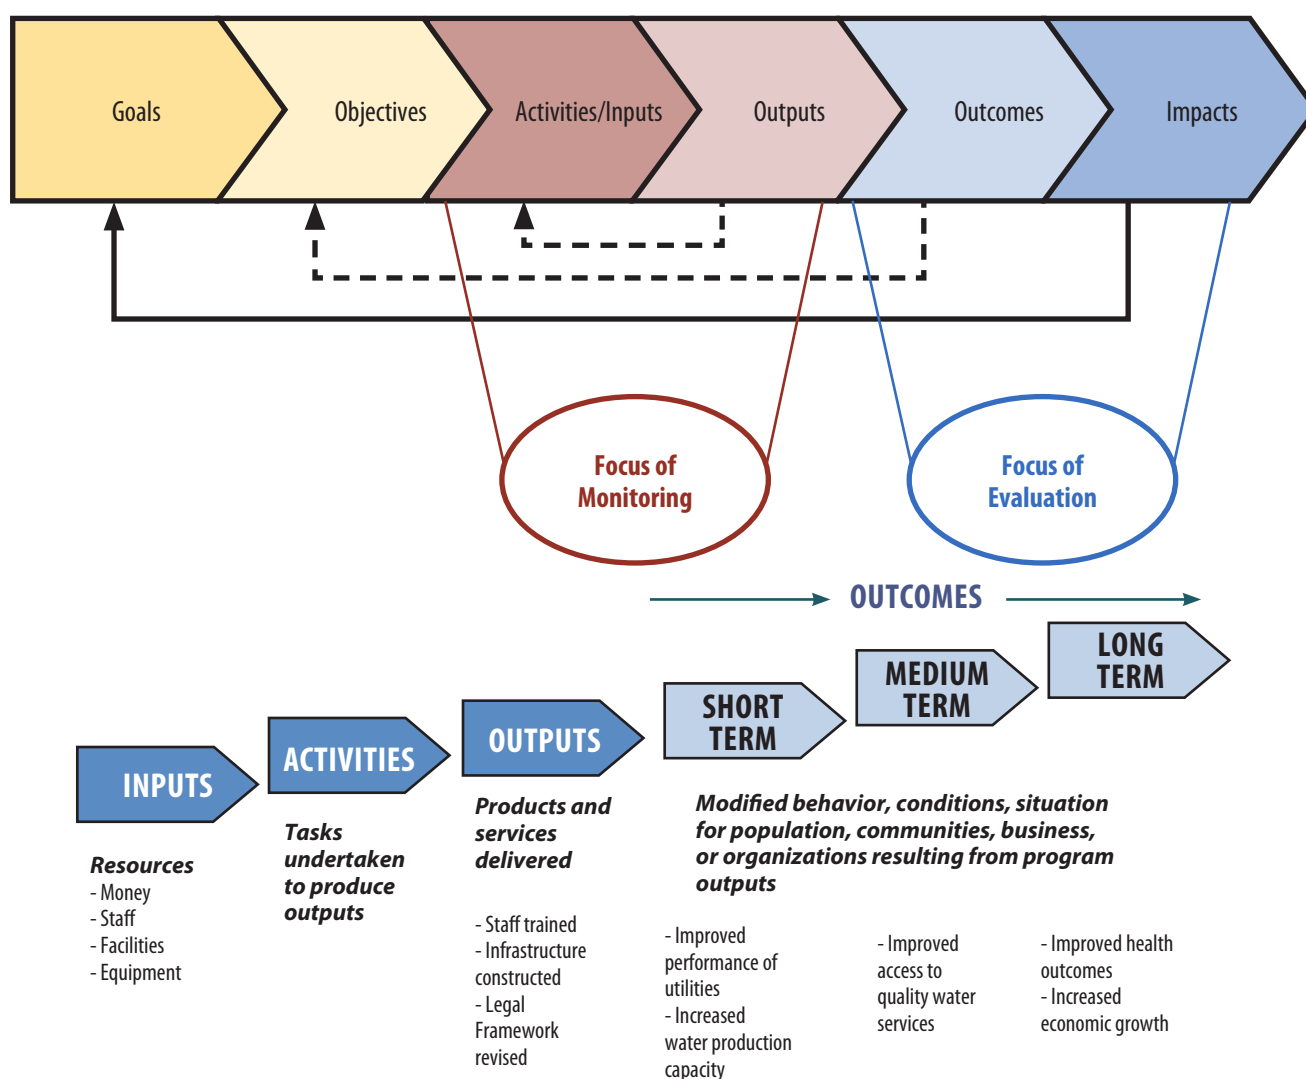 Goals
Objectives
Activities/Inputs
Outputs
Outcomes
Impacts
Focus of
Monitoring
Focus of
Evaluation
OUTCOMES
INPUTS
ACTIVITIES
OUTPUTS
SHORT
TERM
MEDIUM
TERM
LONG
TERM
Resources
- Money
- Staff
- Facilities
- Equipment
Tasks
undertaken
to produce
outputs
Products and
services
delivered
- Staff trained
- Infrastructure
constructed
- Legal
Framework
revised
Modified behavior, conditions, situation
for population, communities, business,
or organizations resulting from program
outputs
- Improved
performance of
utilities
- Increased
water production
capacity
- Improved
access to
quality water
services
- Improved health
outcomes
- Increased
economic growth